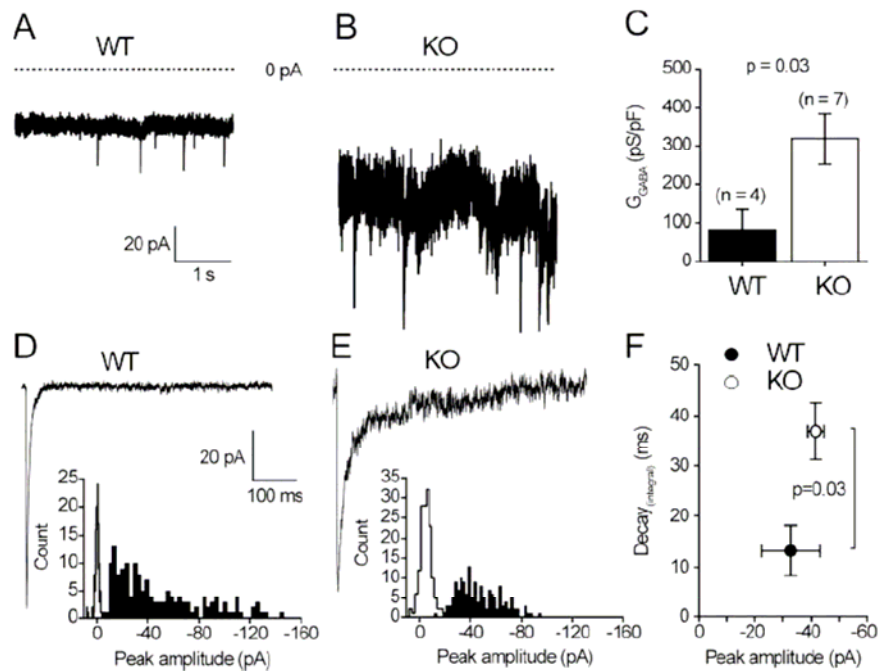 A
WT
0 pA
20 pA
1 s
B
KO
C
p = 0.03
(n = 7)
(n = 4)
G_GABA (pS/pF)
500
400
300
200
100
0
WT
KO
D
WT
20 pA
100 ms
Count
25
20
15
10
5
0
0
-40
-80
-120
-160
Peak amplitude (pA)
E
KO
Count
35
30
25
20
15
10
5
0
0
-40
-80
-120
-160
Peak amplitude (pA)
F
WT
KO
Decay(integral) (ms)
50
40
30
20
10
0
p=0.03
0
-20
-40
-60
Peak amplitude (pA)